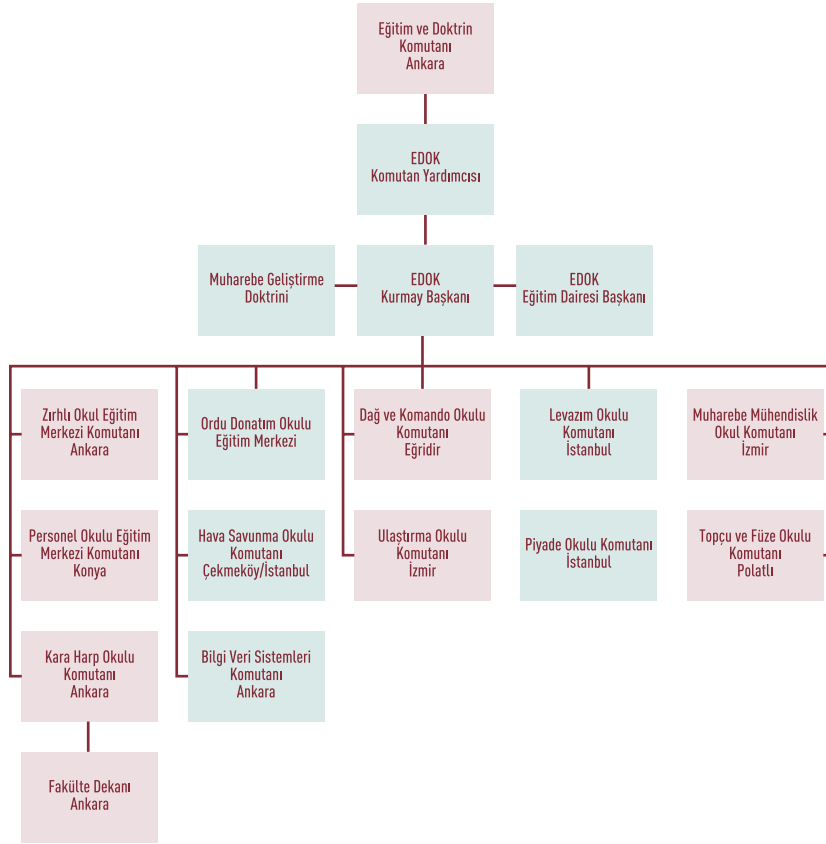 Eğitim ve Doktrin
Komutanı
Ankara
EDOK
Komutan Yardımcısı
Muharebe Geliştirme
Doktrini
EDOK
Kurmay Başkanı
EDOK
Eğitim Dairesi Başkanı
Zırhlı Okul Eğitim
Merkezi Komutanı
Ankara
Ordu Donatım Okulu
Eğitim Merkezi
Dağ ve Komando Okulu
Komutanı
Eğridir
Levazım Okulu
Komutanı
İstanbul
Muharebe Mühendislik
Okul Komutanı
İzmir
Personel Okulu Eğitim
Merkezi Komutanı
Konya
Hava Savunma Okulu
Komutanı
Çekmeköy/İstanbul
Ulaştırma Okulu
Komutanı
İzmir
Piyade Okulu Komutanı
İstanbul
Topçu ve Füze Okulu
Komutanı
Polatlı
Kara Harp Okulu
Komutanı
Ankara
Bilgi Veri Sistemleri
Komutanı
Ankara
Fakülte Dekanı
Ankara